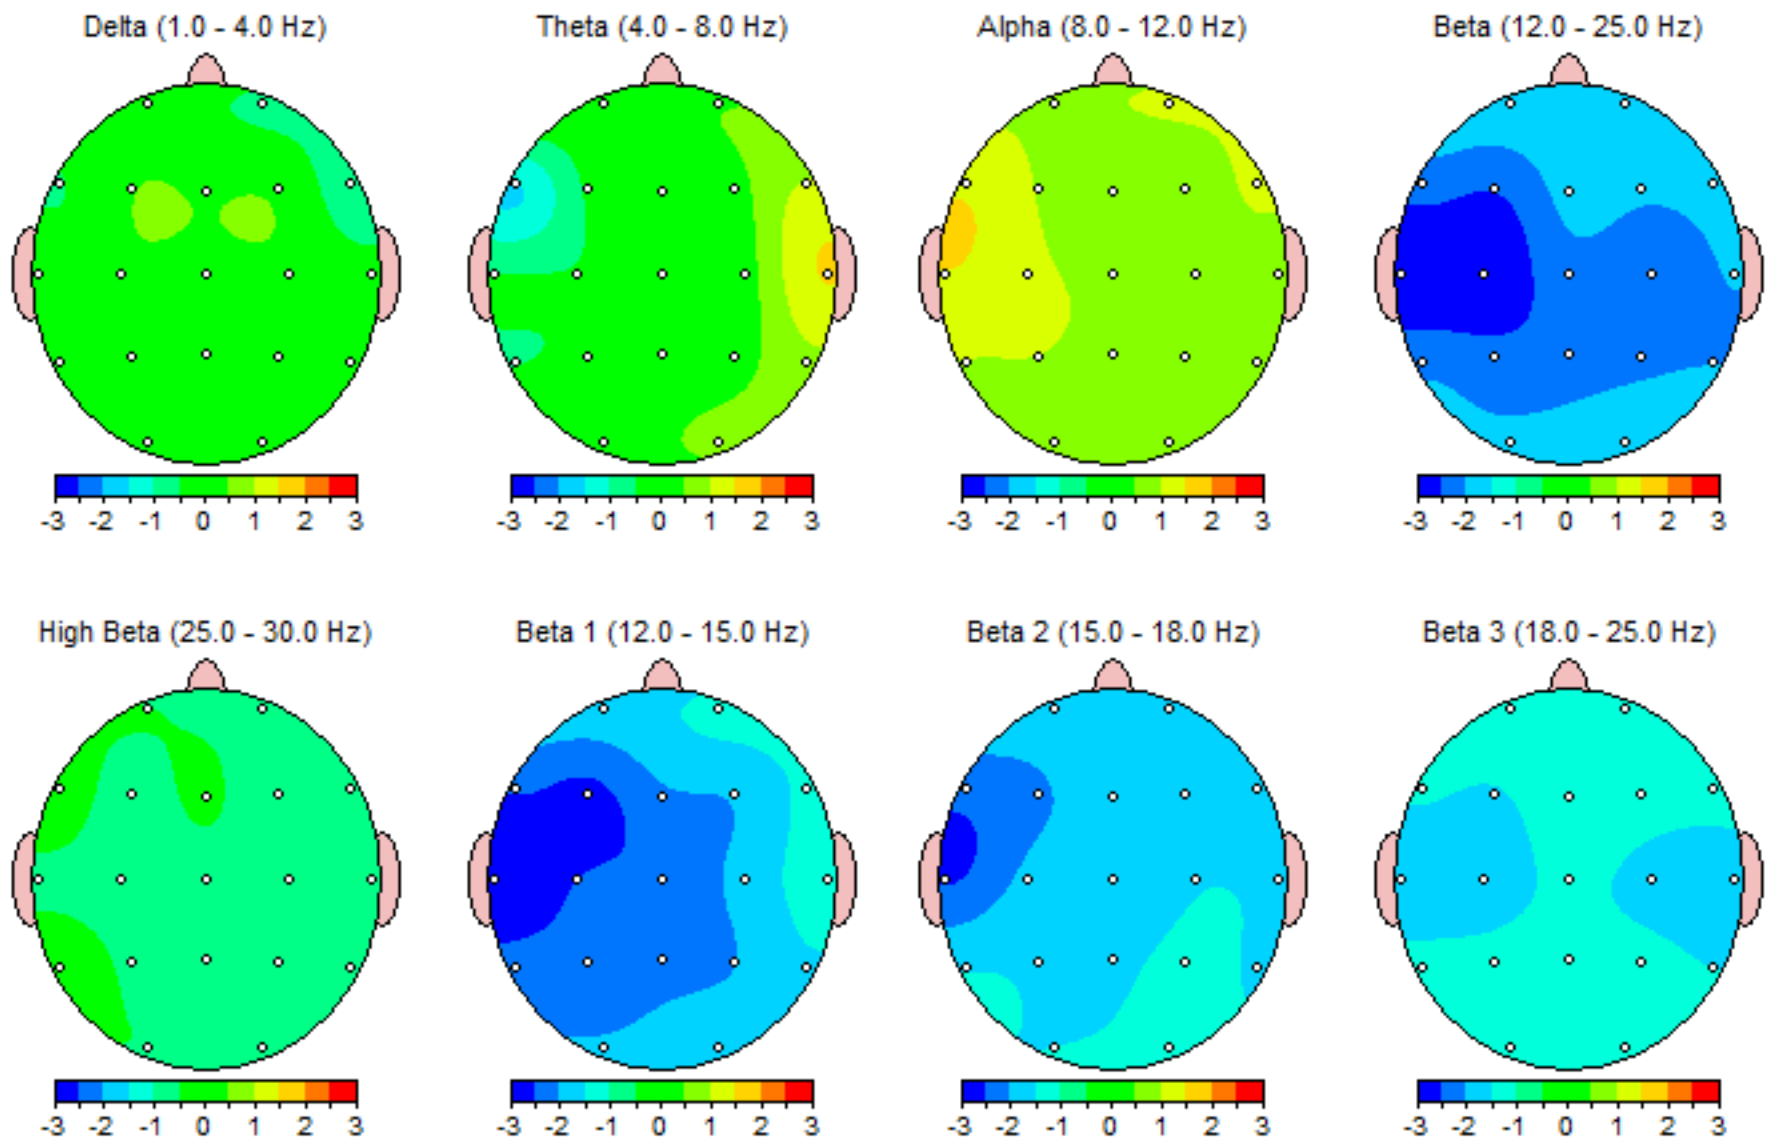 Delta (1.0 - 4.0 Hz) Theta (4.0 - 8.0 Hz) Alpha (8.0 - 12.0 Hz) Beta (12.0 - 25.0 Hz)
-3 -2 -1 0 1 2 3 -3 -2 -1 0 1 2 3 -3 -2 -1 0 1 2 3 -3 -2 -1 0 1 2 3
High Beta (25.0 - 30.0 Hz) Beta 1 (12.0 - 15.0 Hz) Beta 2 (15.0 - 18.0 Hz) Beta 3 (18.0 - 25.0 Hz)
-3 -2 -1 0 1 2 3 -3 -2 -1 0 1 2 3 -3 -2 -1 0 1 2 3 -3 -2 -1 0 1 2 3